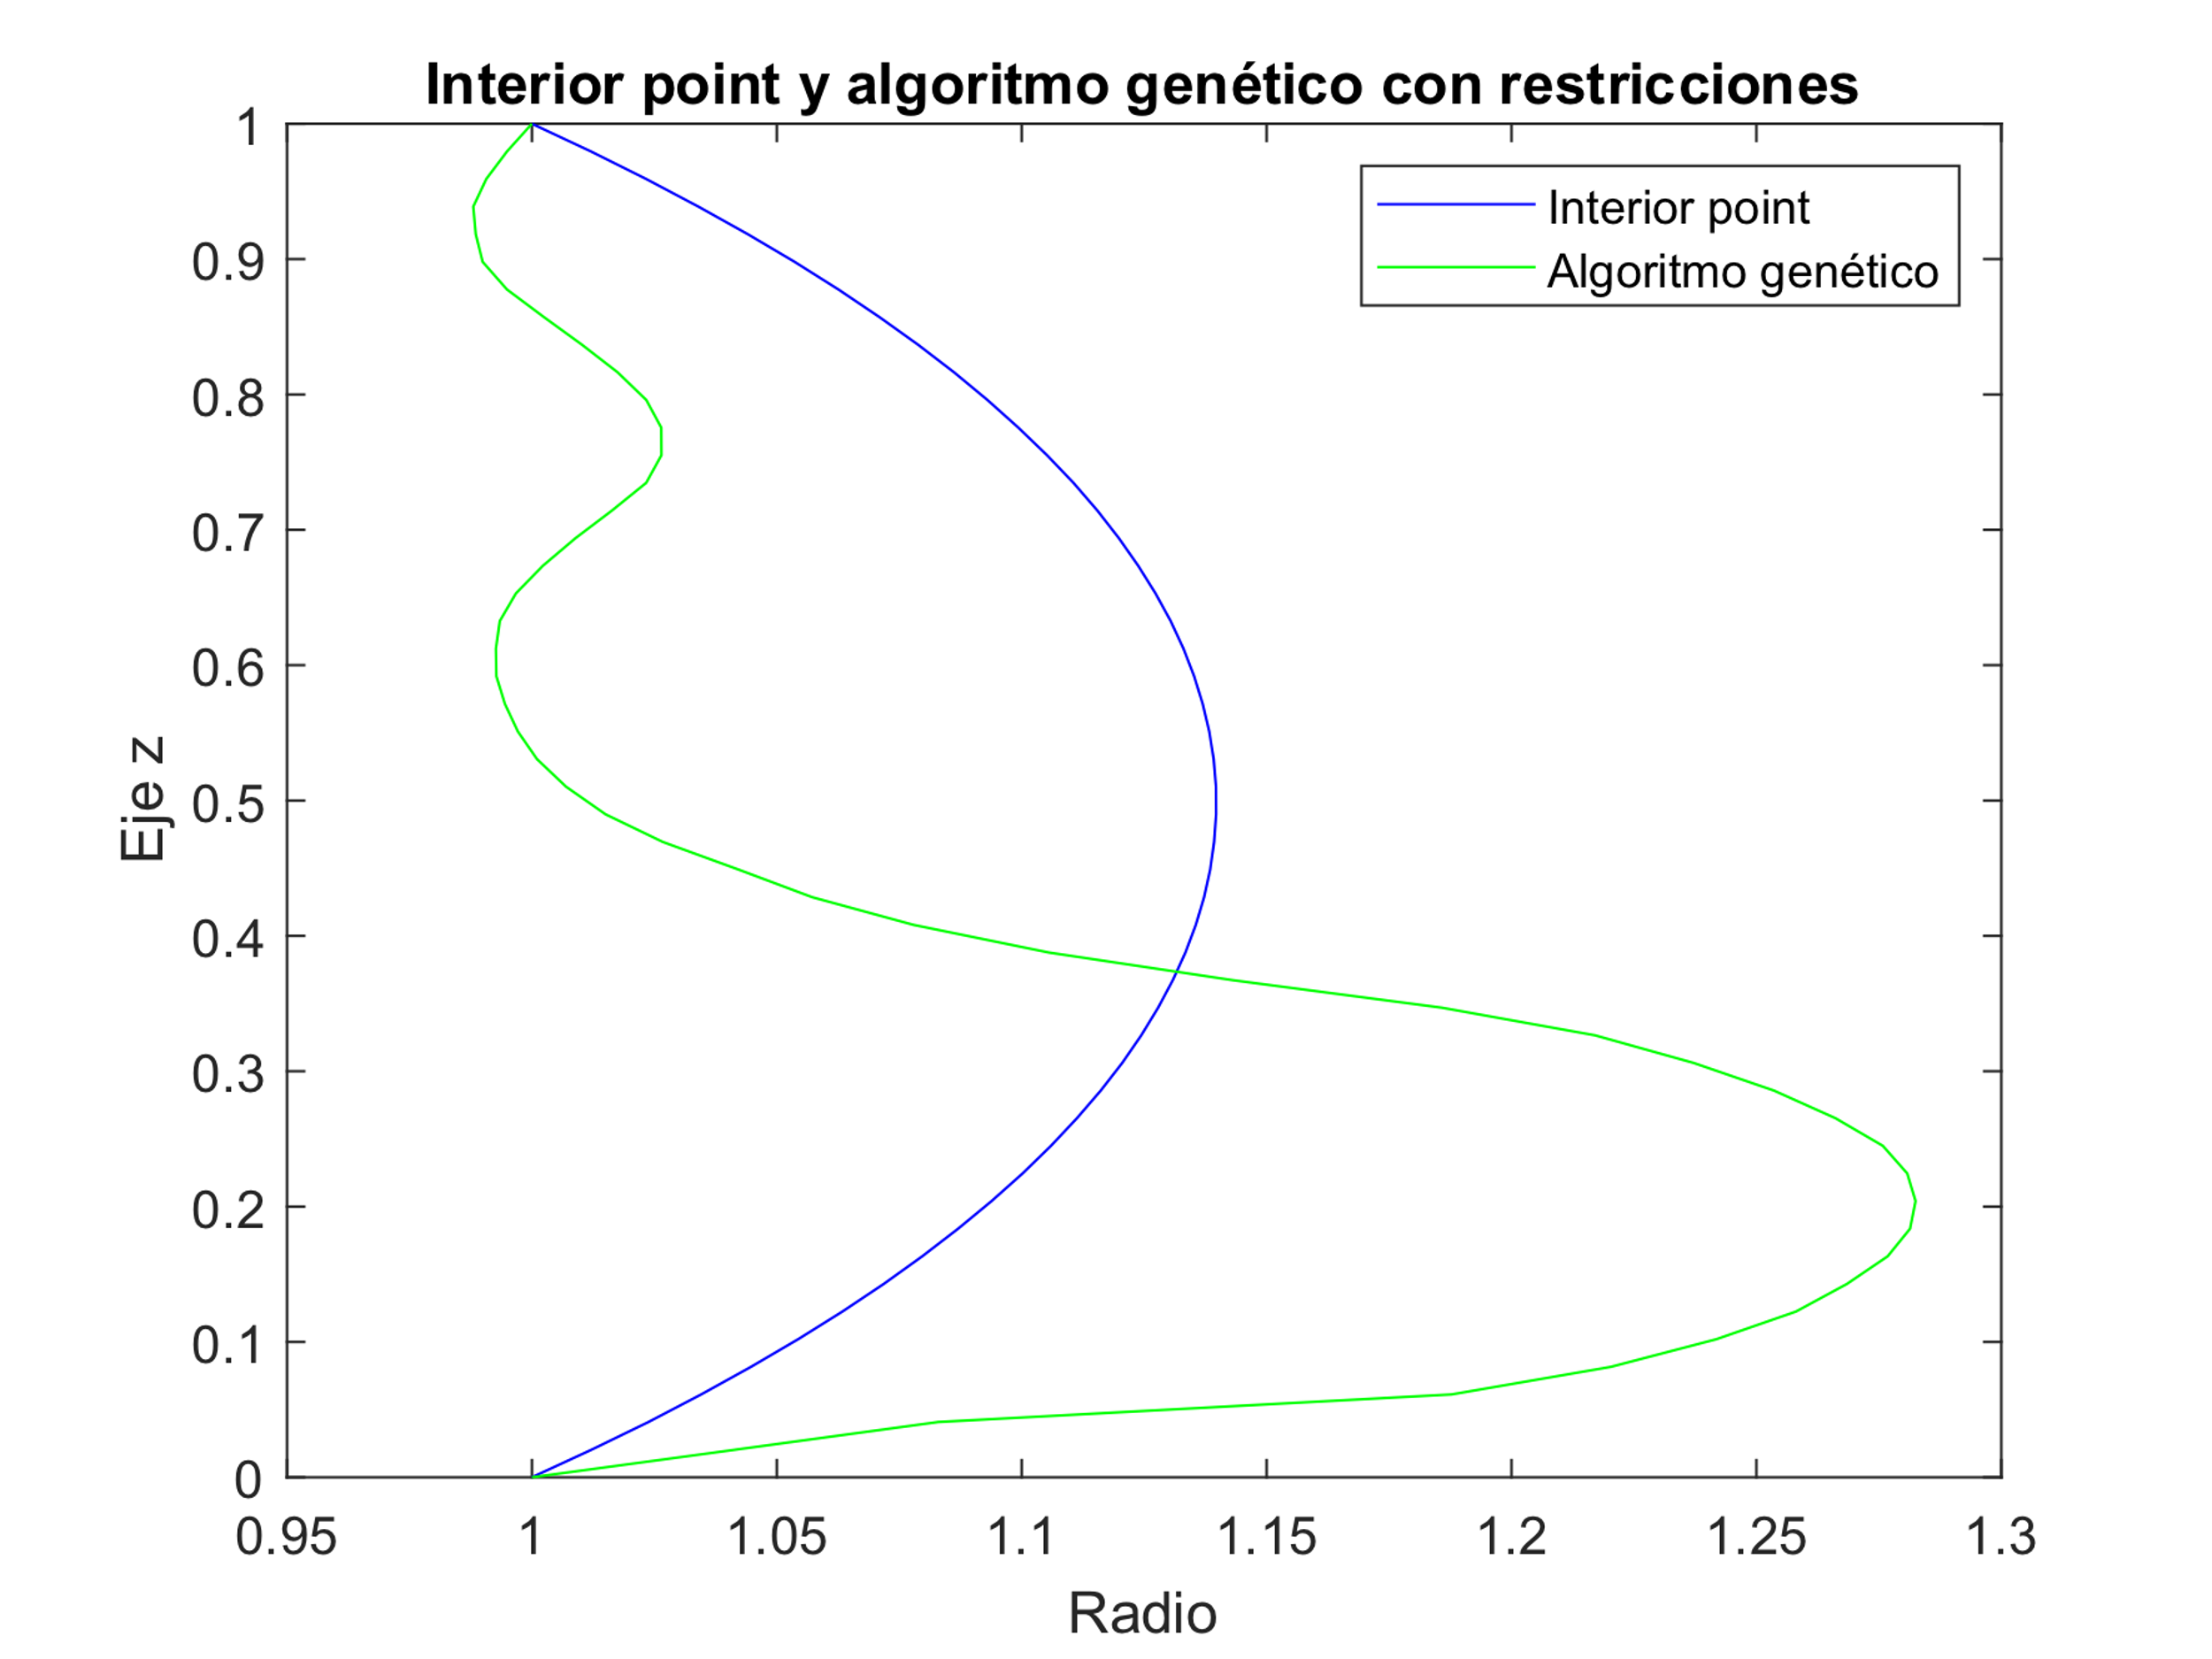 Interior point y algoritmo genético con restricciones
Interior point
Algoritmo genético
1
0.9
0.8
0.7
0.6
0.5
0.4
0.3
0.2
0.1
0
Eje z
0.95 1 1.05 1.1 1.15 1.2 1.25 1.3
Radio